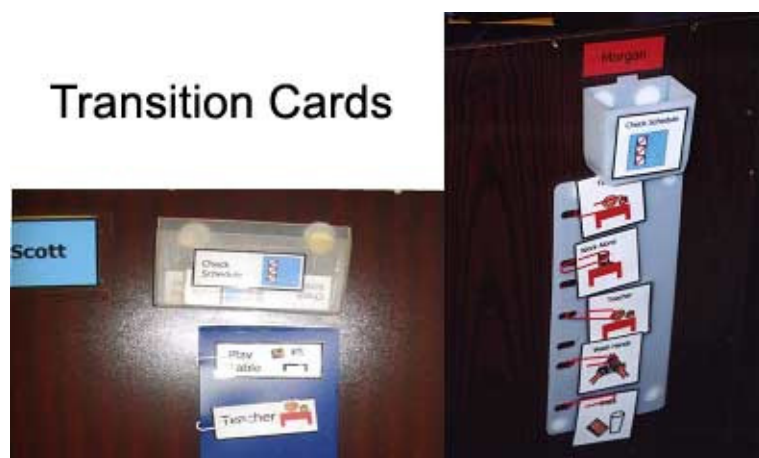 Transition Cards
Morgan
Check Schedule
Work Alone
Teacher
Wash Hands
Scott
Check
Schedule
Play
Table
Teacher